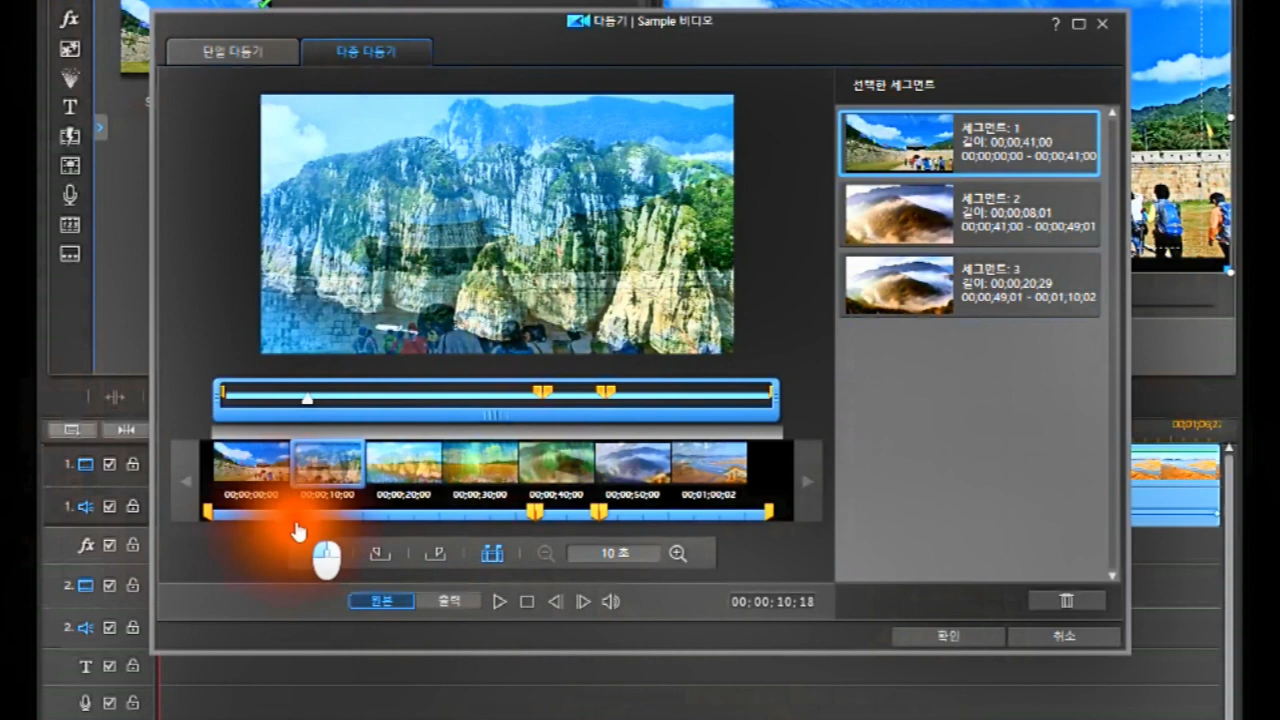 다듬기 | Sample 비디오
?
단일 다듬기
다중 다듬기
선택한 세그먼트
세그먼트: 1
길이: 00;00;41;00
00;00;00;00 - 00;00;41;00
세그먼트: 2
길이: 00;00;08;01
00;00;41;00 - 00;00;49;01
세그먼트: 3
길이: 00;00;20;29
00;00;49;01 - 00;01;10;02
fx
T
00;00;00;00
00;00;10;00
00;00;20;00
00;00;30;00
00;00;40;00
00;00;50;00
00;01;00;02
10 초
원본
출력
00; 00; 10; 18
확인
취소
1.
1.
fx
2.
2.
T